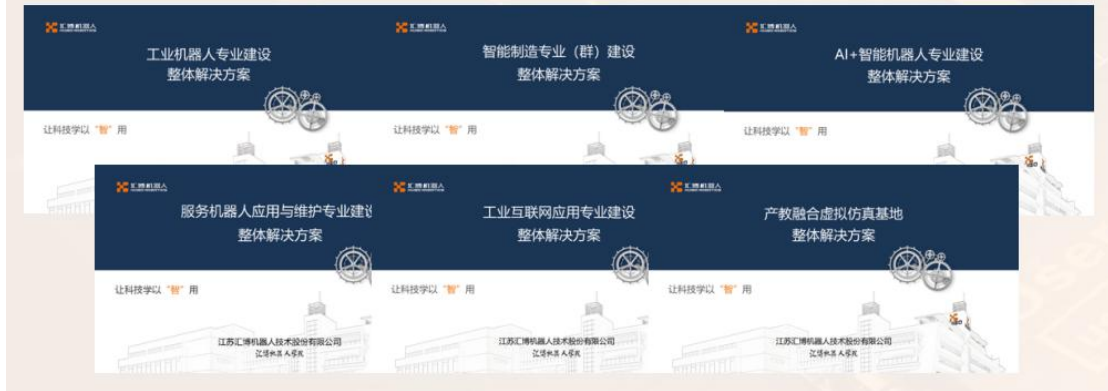 汇博机器人
工业机器人专业建设
整体解决方案
让科技学以“智”用
汇博机器人
智能制造专业（群）建设
整体解决方案
让科技学以“智”用
汇博机器人
AI+智能机器人专业建设
整体解决方案
让科技学以“智”用
汇博机器人
服务机器人应用与维护专业建设
整体解决方案
让科技学以“智”用
江苏汇博机器人技术股份有限公司
汇博机器人学院
汇博机器人
工业互联网应用专业建设
整体解决方案
让科技学以“智”用
江苏汇博机器人技术股份有限公司
汇博机器人学院
汇博机器人
产教融合虚拟仿真基地
整体解决方案
让科技学以“智”用
江苏汇博机器人技术股份有限公司
汇博机器人学院